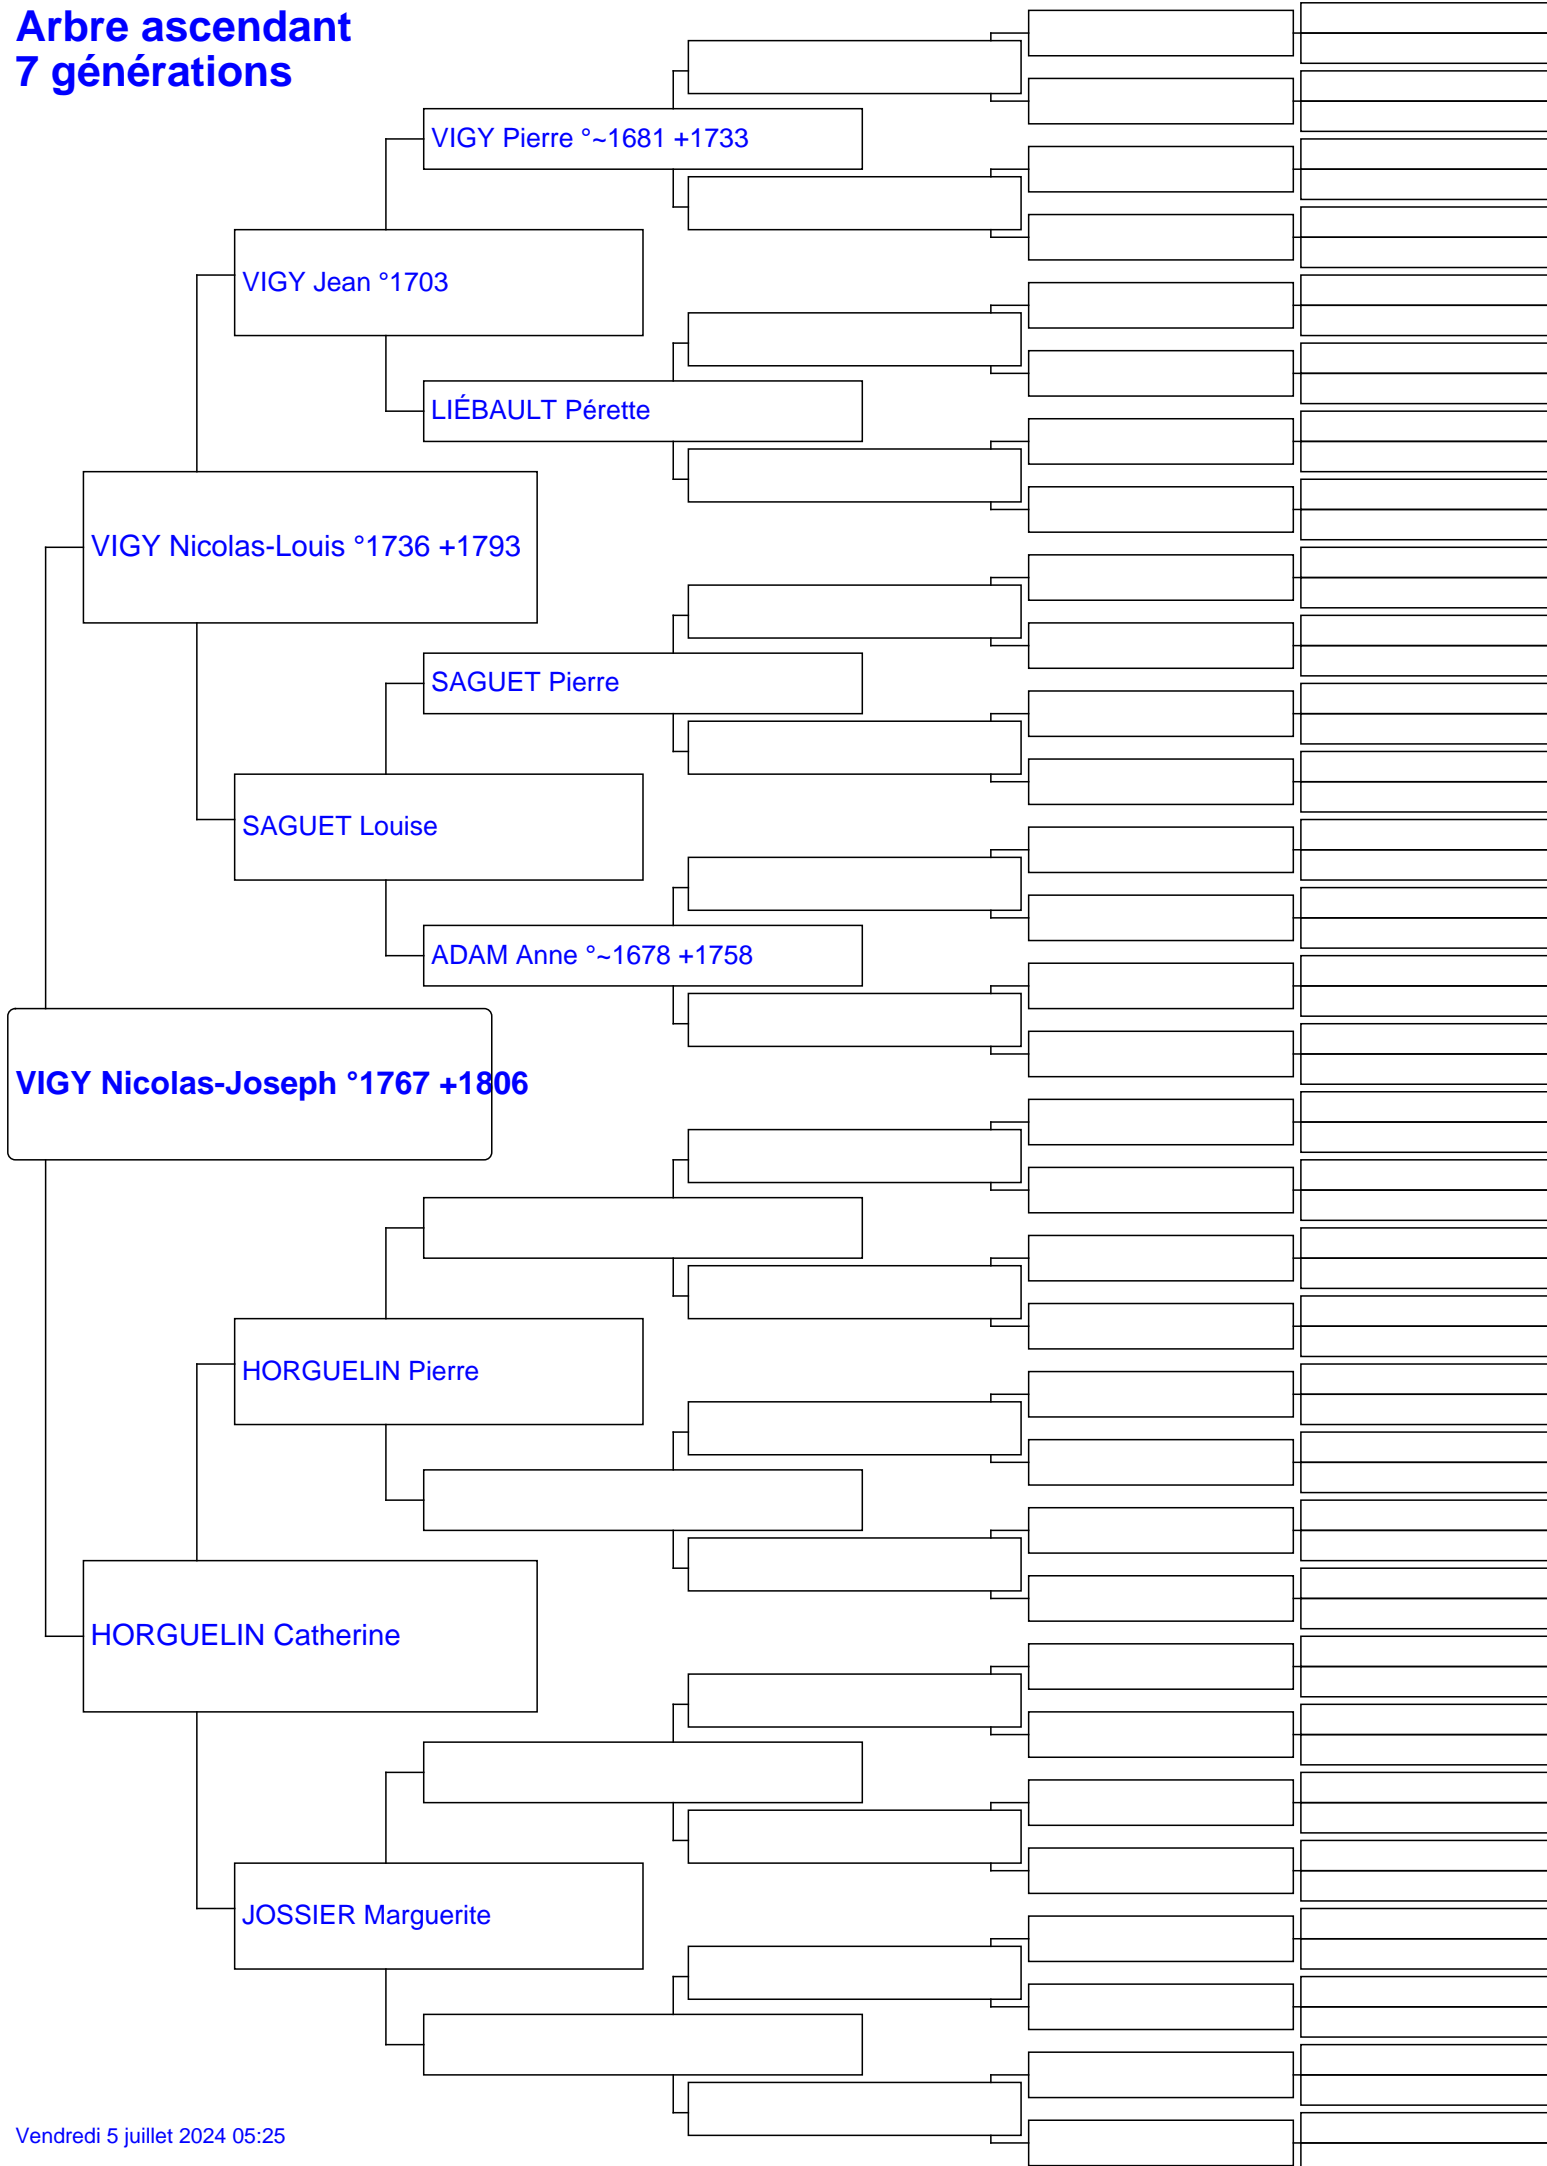 Arbre ascendant
7 générations
VIGY Pierre °~1681 +1733
VIGY Jean °1703
LIÉBAULT Pérette
VIGY Nicolas-Louis °1736 +1793
SAGUET Pierre
SAGUET Louise
ADAM Anne °~1678 +1758
VIGY Nicolas-Joseph °1767 +1806
HORGUELIN Pierre
HORGUELIN Catherine
JOSSIER Marguerite
Vendredi 5 juillet 2024 05:25